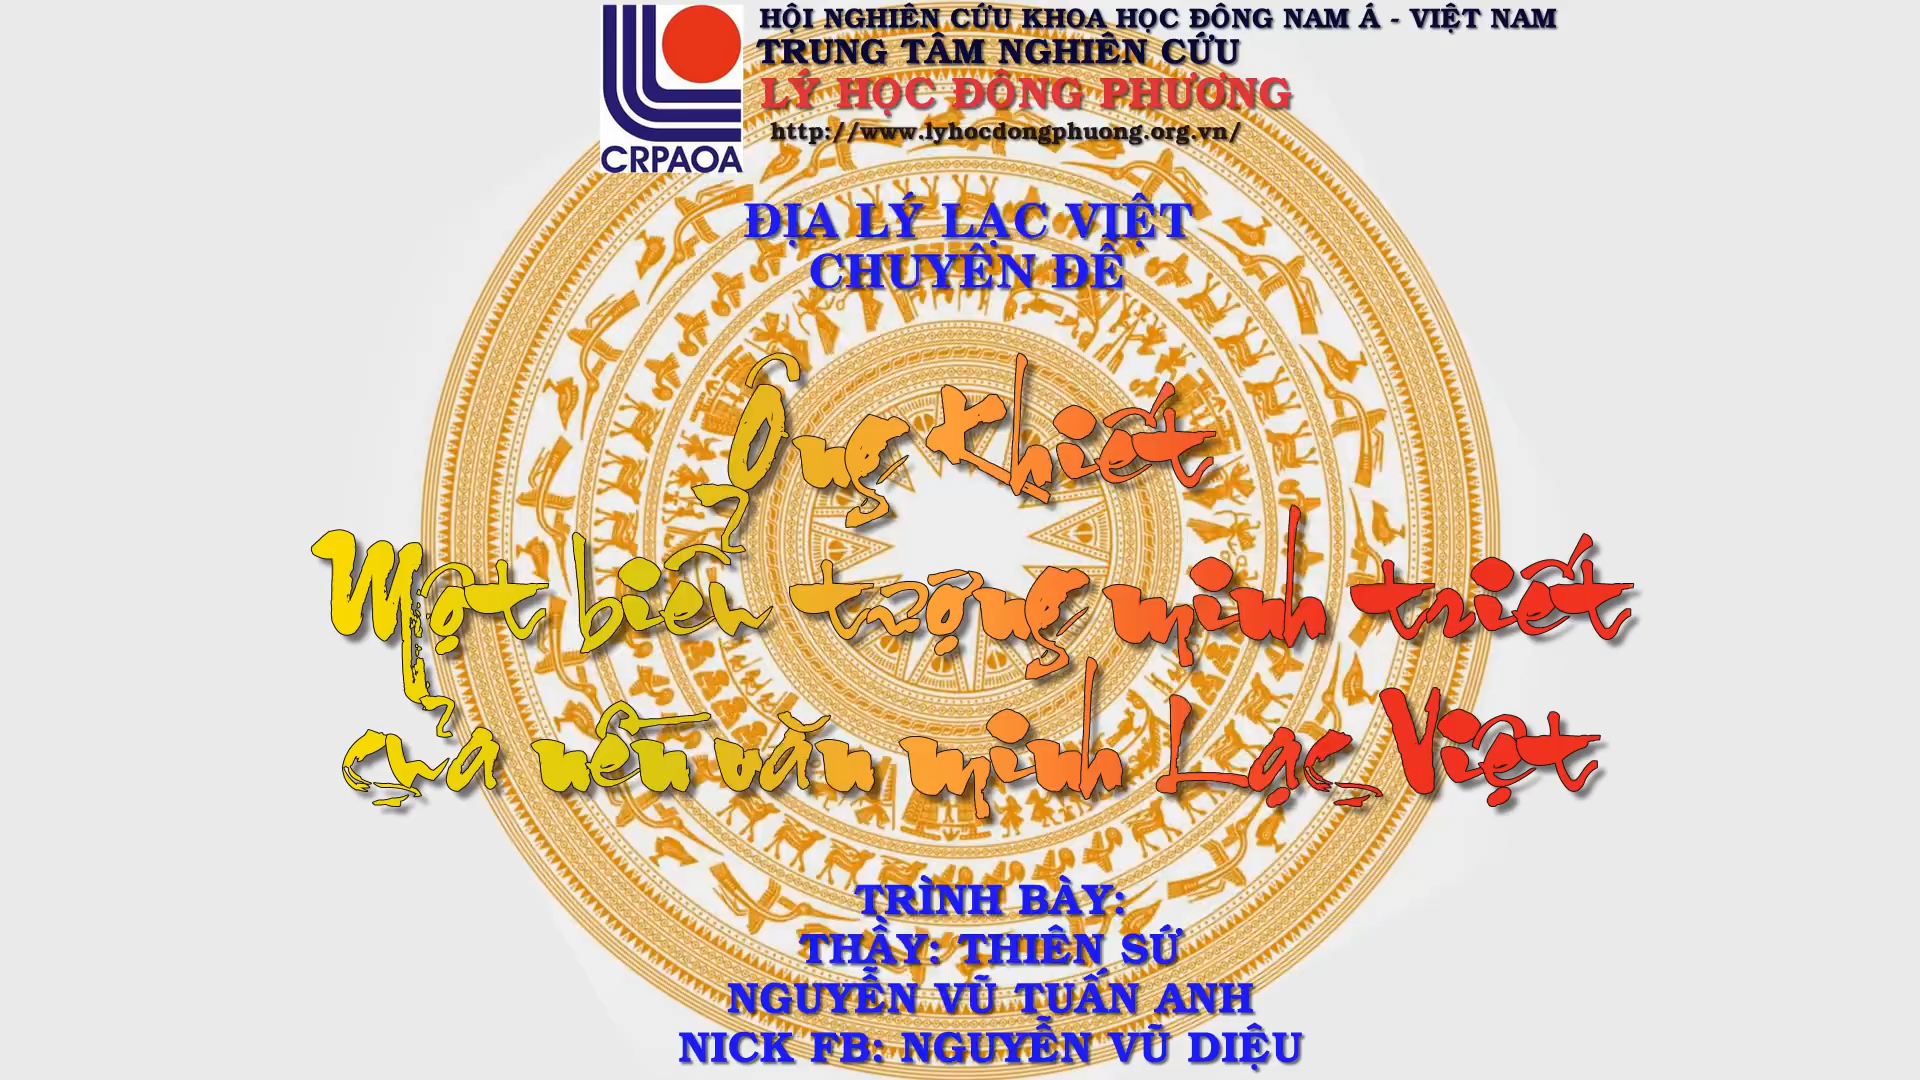 HỘI NGHIÊN CỨU KHOA HỌC ĐÔNG NAM Á - VIỆT NAM
TRUNG TÂM NGHIÊN CỨU
LÝ HỌC ĐÔNG PHƯƠNG
http://www.lyhocdongphuong.org.vn/
CRPAOA
ĐỊA LÝ LẠC VIỆT
CHUYÊN ĐỀ
Ông Khiết
Một biển tượng minh triết
của nền văn minh Lạc Việt
TRÌNH BÀY:
THẦY: THIÊN SỨ
NGUYỄN VŨ TUẤN ANH
NICK FB: NGUYỄN VŨ DIỆU